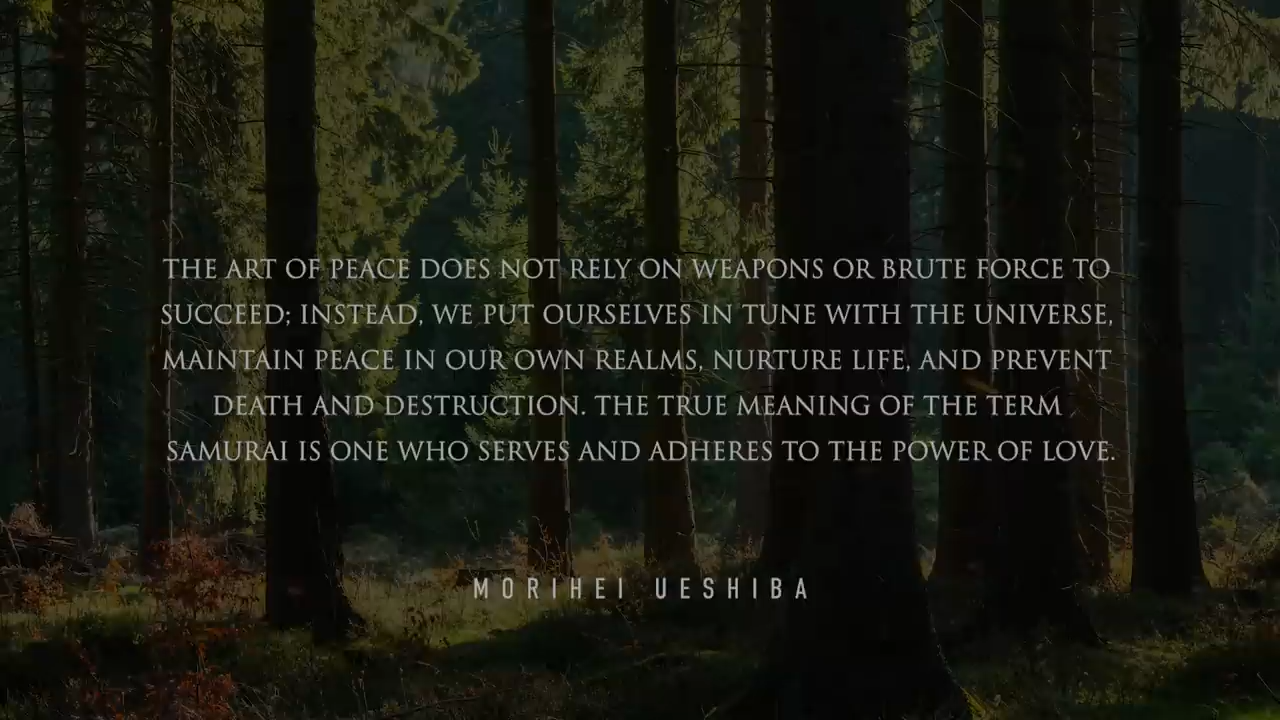 THE ART OF PEACE DOES NOT RELY ON WEAPONS OR BRUTE FORCE TO
SUCCEED; INSTEAD, WE PUT OURSELVES IN TUNE WITH THE UNIVERSE,
MAINTAIN PEACE IN OUR OWN REALMS, NURTURE LIFE, AND PREVENT
DEATH AND DESTRUCTION. THE TRUE MEANING OF THE TERM
SAMURAI IS ONE WHO SERVES AND ADHERES TO THE POWER OF LOVE.
MORIHEI UESHIBA